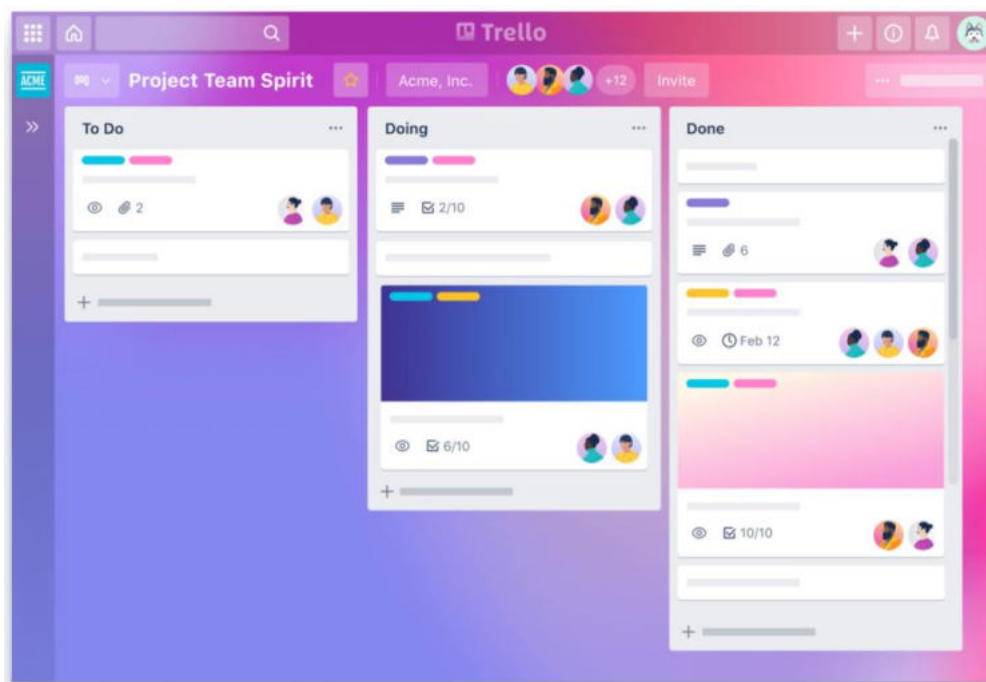 Trello
ACME
Project Team Spirit
Acme, Inc.
+12
Invite
To Do
2
Doing
2/10
6/10
Done
6
Feb 12
10/10